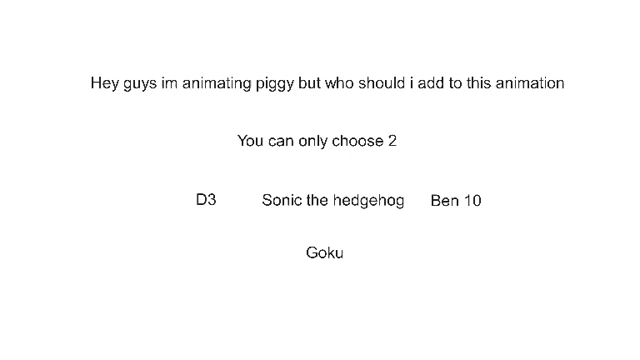 Hey guys im animating piggy but who should i add to this animation
You can only choose 2
D3 Sonic the hedgehog Ben 10
Goku